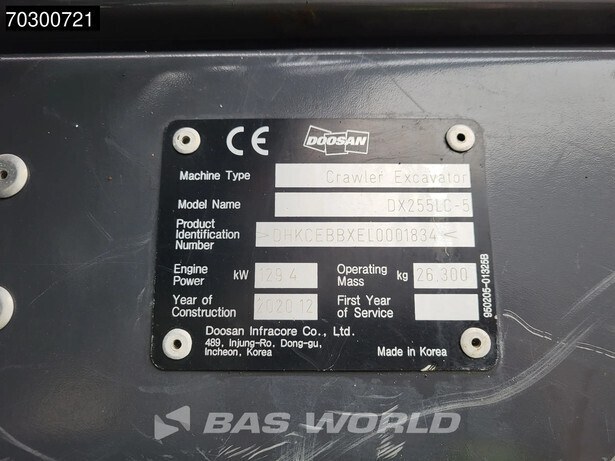 70300721
CE DOOSAN
Machine Type Crawler Excavator
Model Name DX255LC-5
Product
Identification
Number >DHKCEBBXEL0001834<
Engine
Power kW 129.4 Operating
Mass kg 26,300
Year of
Construction 2020.12 First Year
of Service
Doosan Infracore Co., Ltd.
489, Injung-Ro, Dong-gu,
Incheon, Korea
Made in Korea
950205-01325B
BAS WORLD